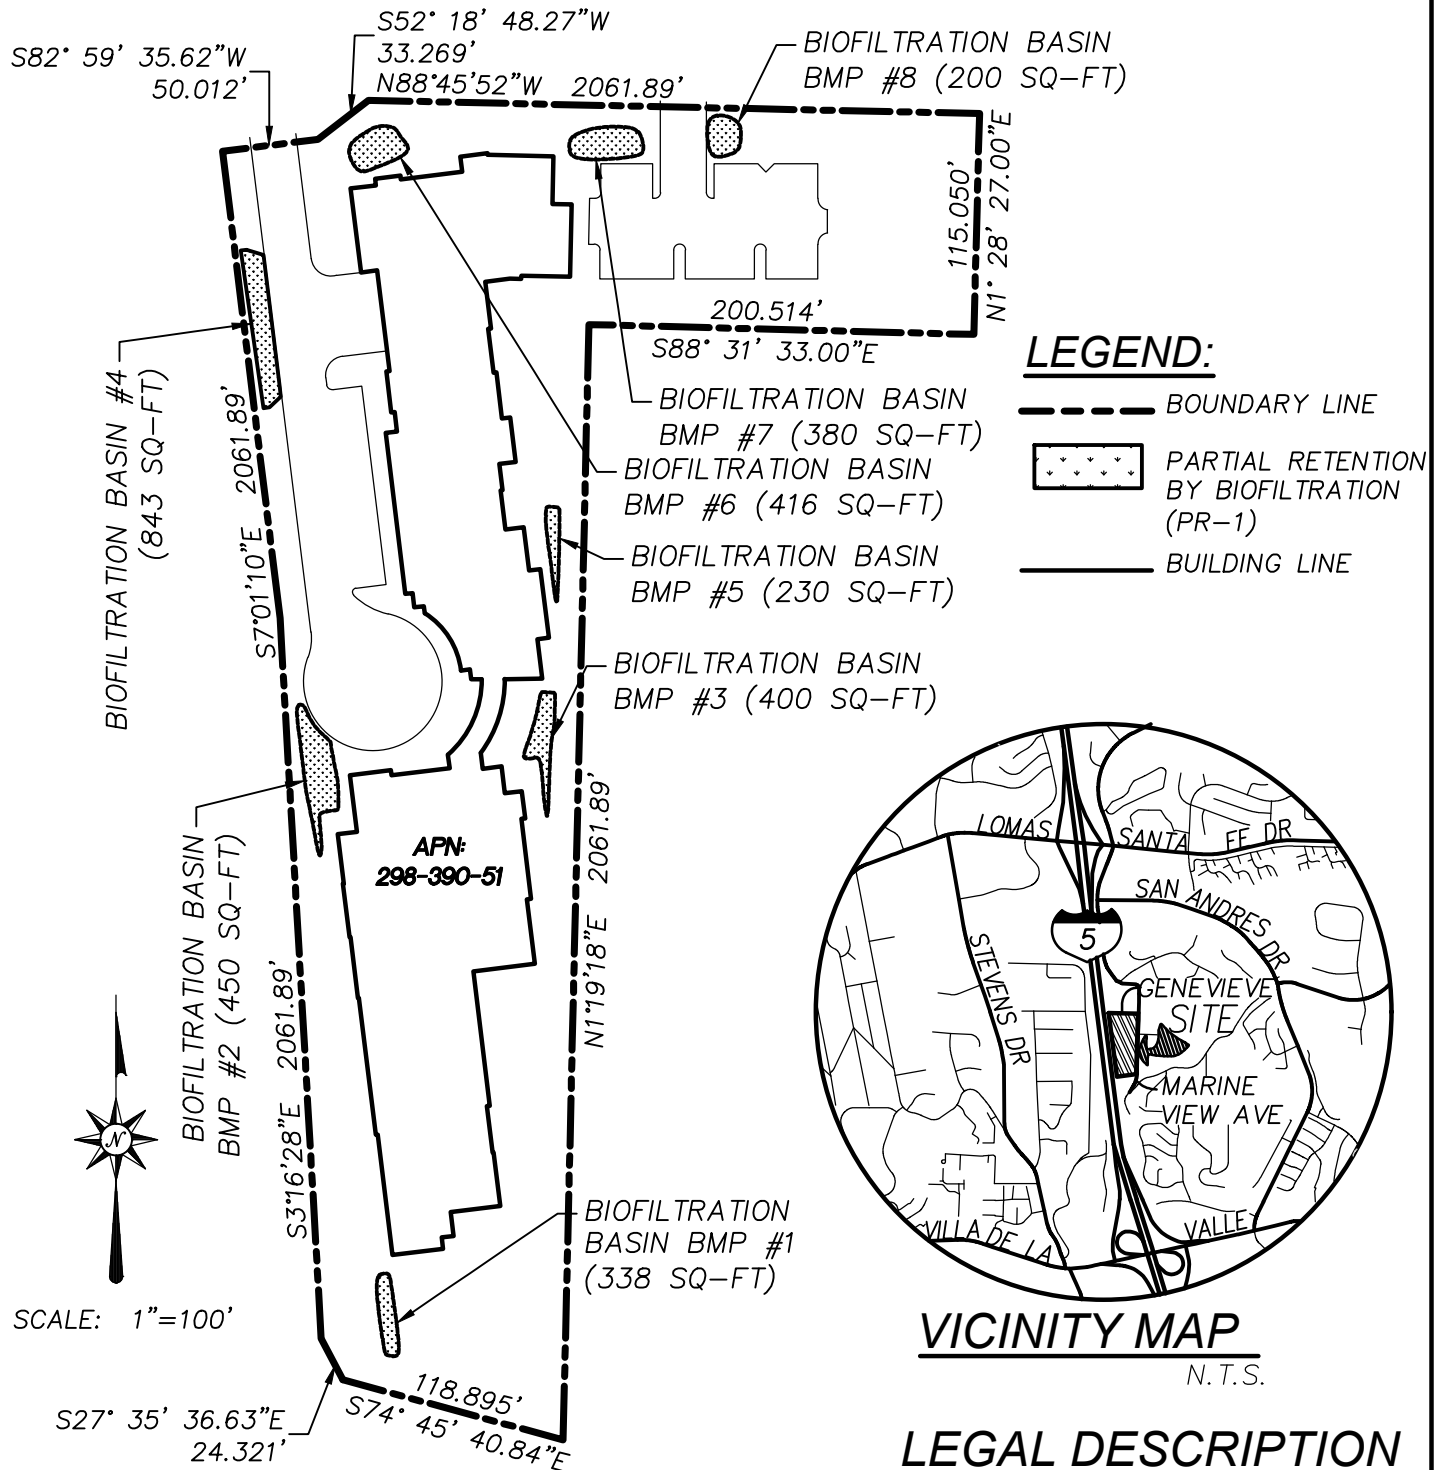 S52° 18' 48.27"W
33.269'
N88°45'52"W 2061.89'
S82° 59' 35.62"W
50.012'
BIOFILTRATION BASIN
BMP #8 (200 SQ-FT)
115.050'
N1° 28' 27.00"E
200.514'
S88° 31' 33.00"E
BIOFILTRATION BASIN #4
(843 SQ-FT)
S7°01'10"E 2061.89'
BIOFILTRATION BASIN
BMP #7 (380 SQ-FT)
BIOFILTRATION BASIN
BMP #6 (416 SQ-FT)
BIOFILTRATION BASIN
BMP #5 (230 SQ-FT)
BIOFILTRATION BASIN
BMP #3 (400 SQ-FT)
LEGEND:
BOUNDARY LINE
PARTIAL RETENTION
BY BIOFILTRATION
(PR-1)
BUILDING LINE
APN:
298-390-51
BIOFILTRATION BASIN
BMP #2 (450 SQ-FT)
S3°16'28"E 2061.89'
N1°19'18"E 2061.89'
BIOFILTRATION
BASIN BMP #1
(338 SQ-FT)
N
SCALE: 1"=100'
S27° 35' 36.63"E
24.321'
118.895'
S74° 45' 40.84"E
LOMAS SANTA FE DR
SAN ANDRES DR
5
STEVENS DR
GENEVIEVE
SITE
MARINE
VIEW AVE
VILLA DE LA VALLE
VICINITY MAP
N.T.S.
LEGAL DESCRIPTION